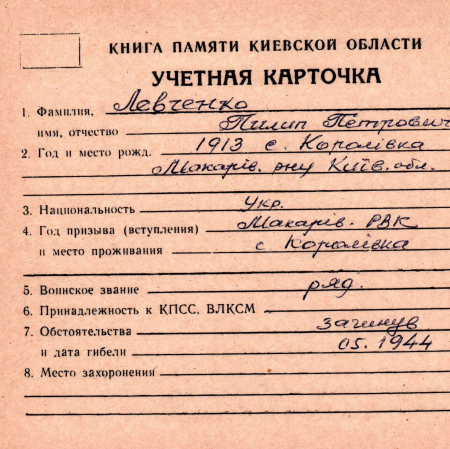 КНИГА ПАМЯТИ КИЕВСКОЙ ОБЛАСТИ
УЧЕТНАЯ КАРТОЧКА
1. Фамилия, Левченко
имя, отчество Пилип Петрович
2. Год и место рожд. 1913 с. Королівка
Макарів. р-ну Київ. обл.
3. Национальность Укр.
4. Год призыва (вступления) Макарів. РВК
и место проживания с Королівка
5. Воинское звание ряд.
6. Принадлежность к КПСС, ВЛКСМ
7. Обстоятельства загинув
и дата гибели 05.1944
8. Место захоронения